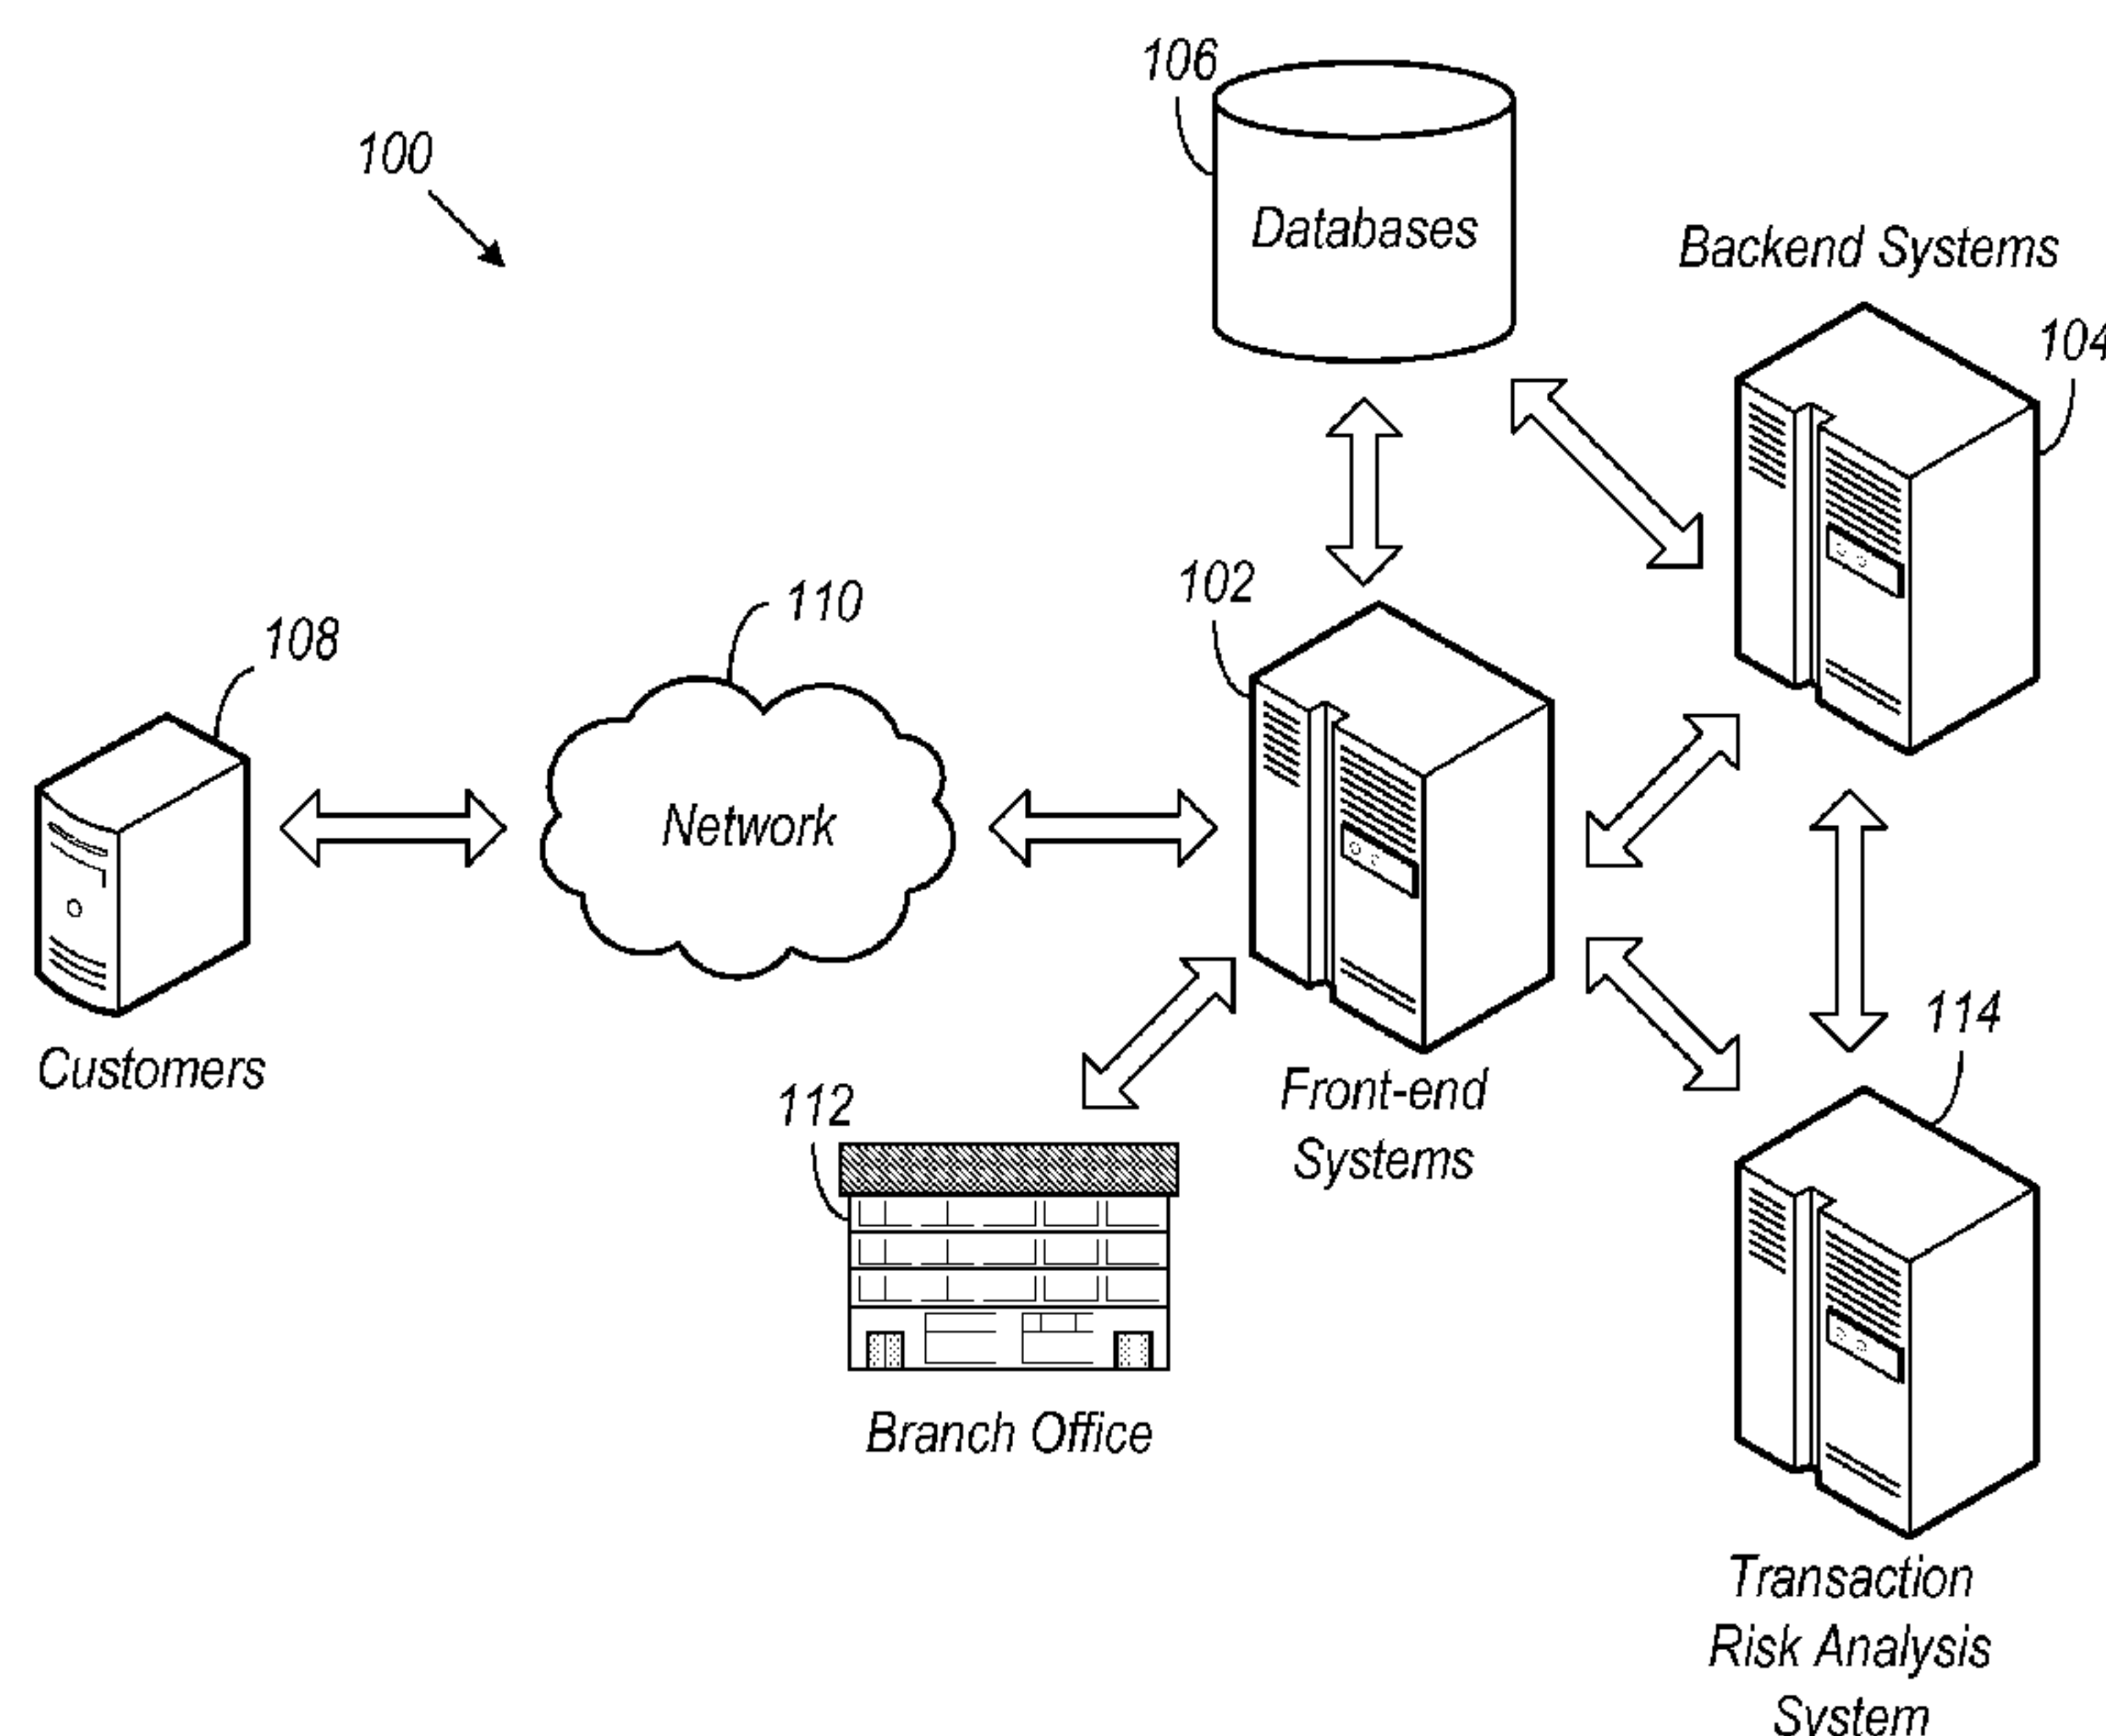 106
100
Databases
Backend Systems
104
102
110
108
Network
Customers
114
112
Front-end
Systems
Branch Office
Transaction
Risk Analysis
System